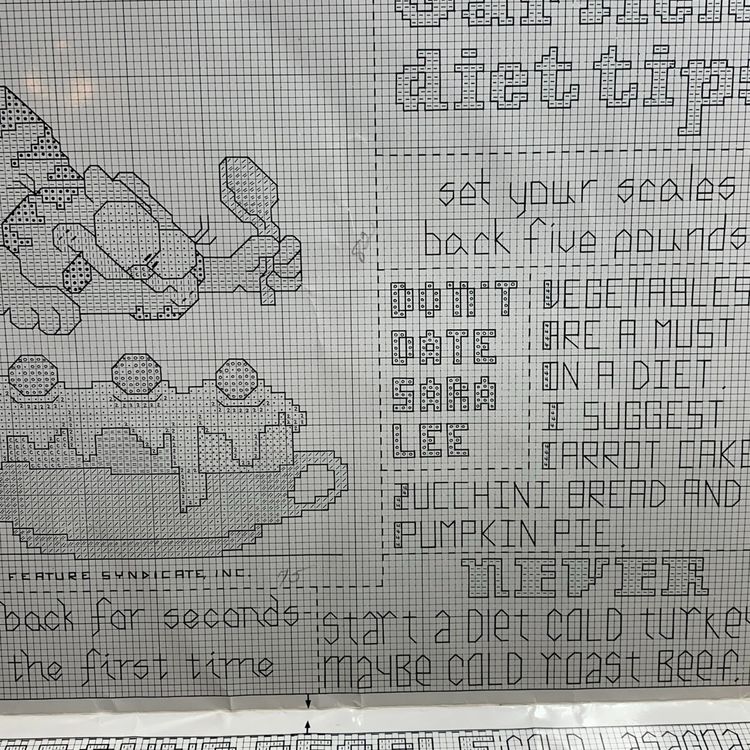 diet tips
set your scales
back five pounds
DON'T
DATE
SARA
LEE
VEGETABLES
ARE A MUST
ON A DIET.
I SUGGEST
CARROT CAKE
ZUCCHINI BREAD AND
PUMPKIN PIE.
FEATURE SYNDICATE, INC.
back for seconds
the first time
NEVER
start a Diet COLD turkey
mayBe COLD roast Beef.